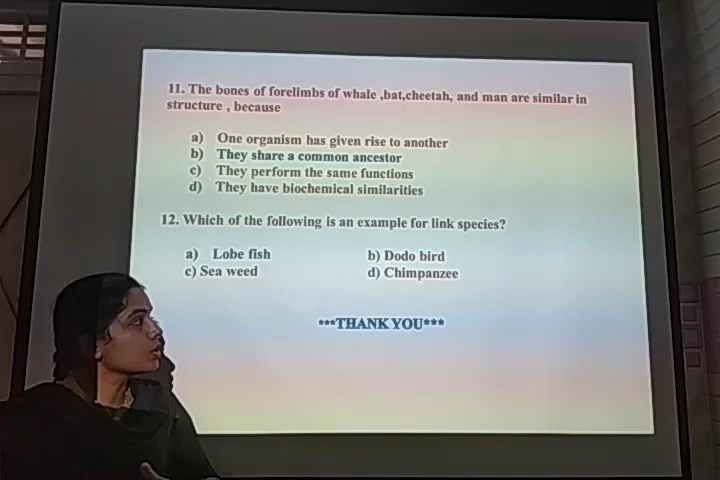 11. The bones of forelimbs of whale ,bat,cheetah, and man are similar in
structure , because
a) One organism has given rise to another
b) They share a common ancestor
c) They perform the same functions
d) They have biochemical similarities
12. Which of the following is an example for link species?
a) Lobe fish b) Dodo bird
c) Sea weed d) Chimpanzee
***THANK YOU***